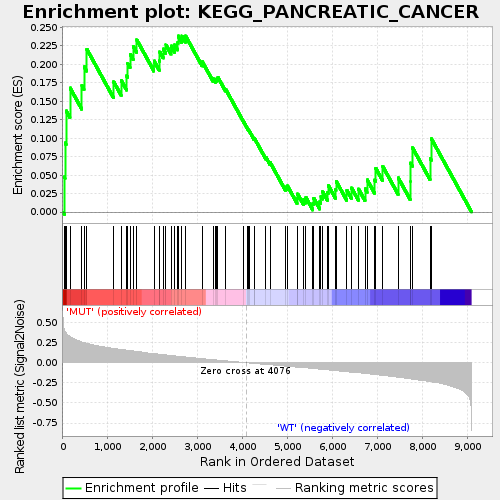 Enrichment plot: KEGG_PANCREATIC_CANCER
Enrichment score (ES)
0.250
0.225
0.200
0.175
0.150
0.125
0.100
0.075
0.050
0.025
0.000
'MUT' (positively correlated)
Ranked list metric (Signal2Noise)
0.50
0.25
0.00
-0.25
-0.50
-0.75
Zero cross at 4076
'WT' (negatively correlated)
0 1,000 2,000 3,000 4,000 5,000 6,000 7,000 8,000 9,000
Rank in Ordered Dataset
Enrichment profile Hits Ranking metric scores